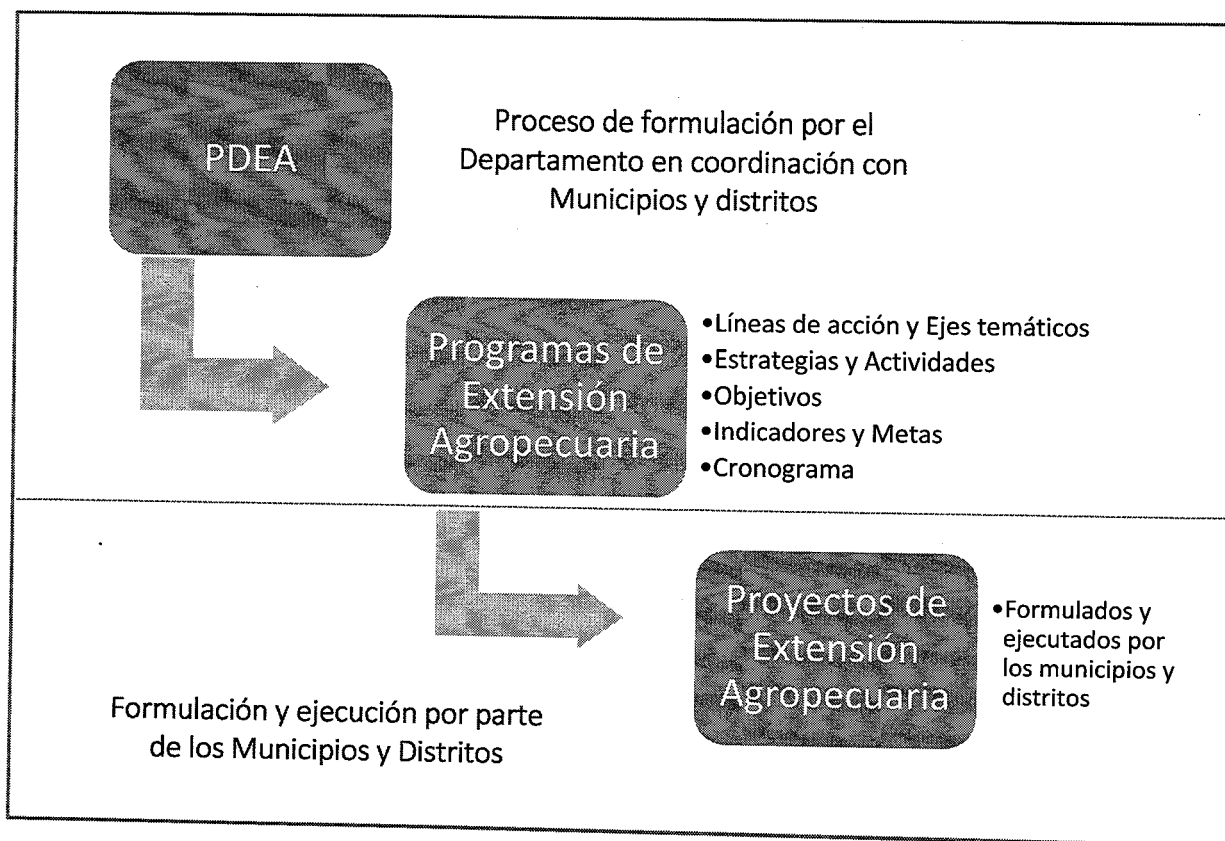 PDEA
Proceso de formulación por el
Departamento en coordinación con
Municipios y distritos
Programas de
Extensión
Agropecuaria
•Líneas de acción y Ejes temáticos
•Estrategias y Actividades
•Objetivos
•Indicadores y Metas
•Cronograma
Proyectos de
Extensión
Agropecuaria
•Formulados y
ejecutados por
los municipios y
distritos
Formulación y ejecución por parte
de los Municipios y Distritos